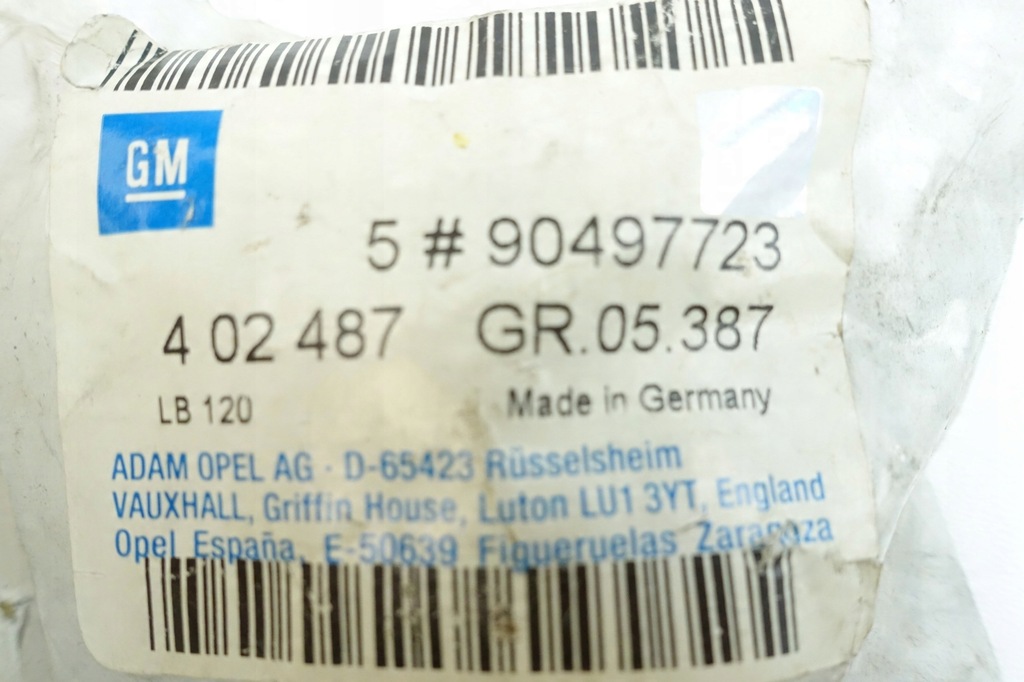 GM
5 # 90497723
4 02 487 GR.05.387
LB 120 Made in Germany
ADAM OPEL AG · D-65423 Rüsselsheim
VAUXHALL, Griffin House, Luton LU1 3YT, England
Opel España, E-50639 Figueruelas Zaragoza